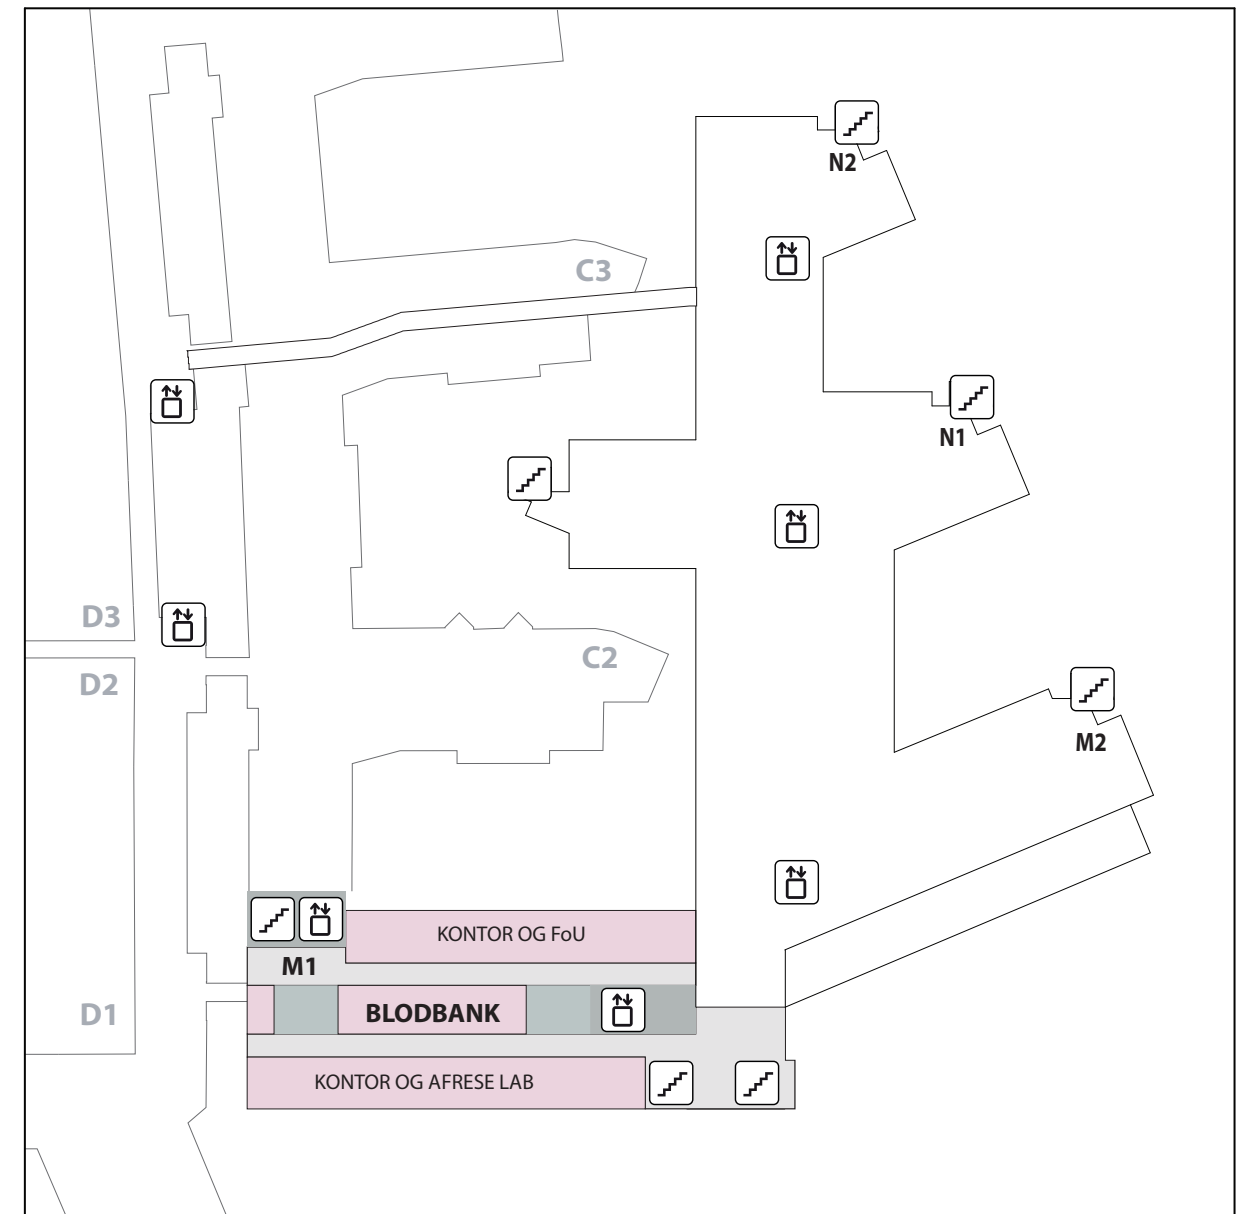 N2
C3
N1
D3
C2
D2
M2
KONTOR OG FoU
M1
BLODBANK
D1
KONTOR OG AFRESE LAB